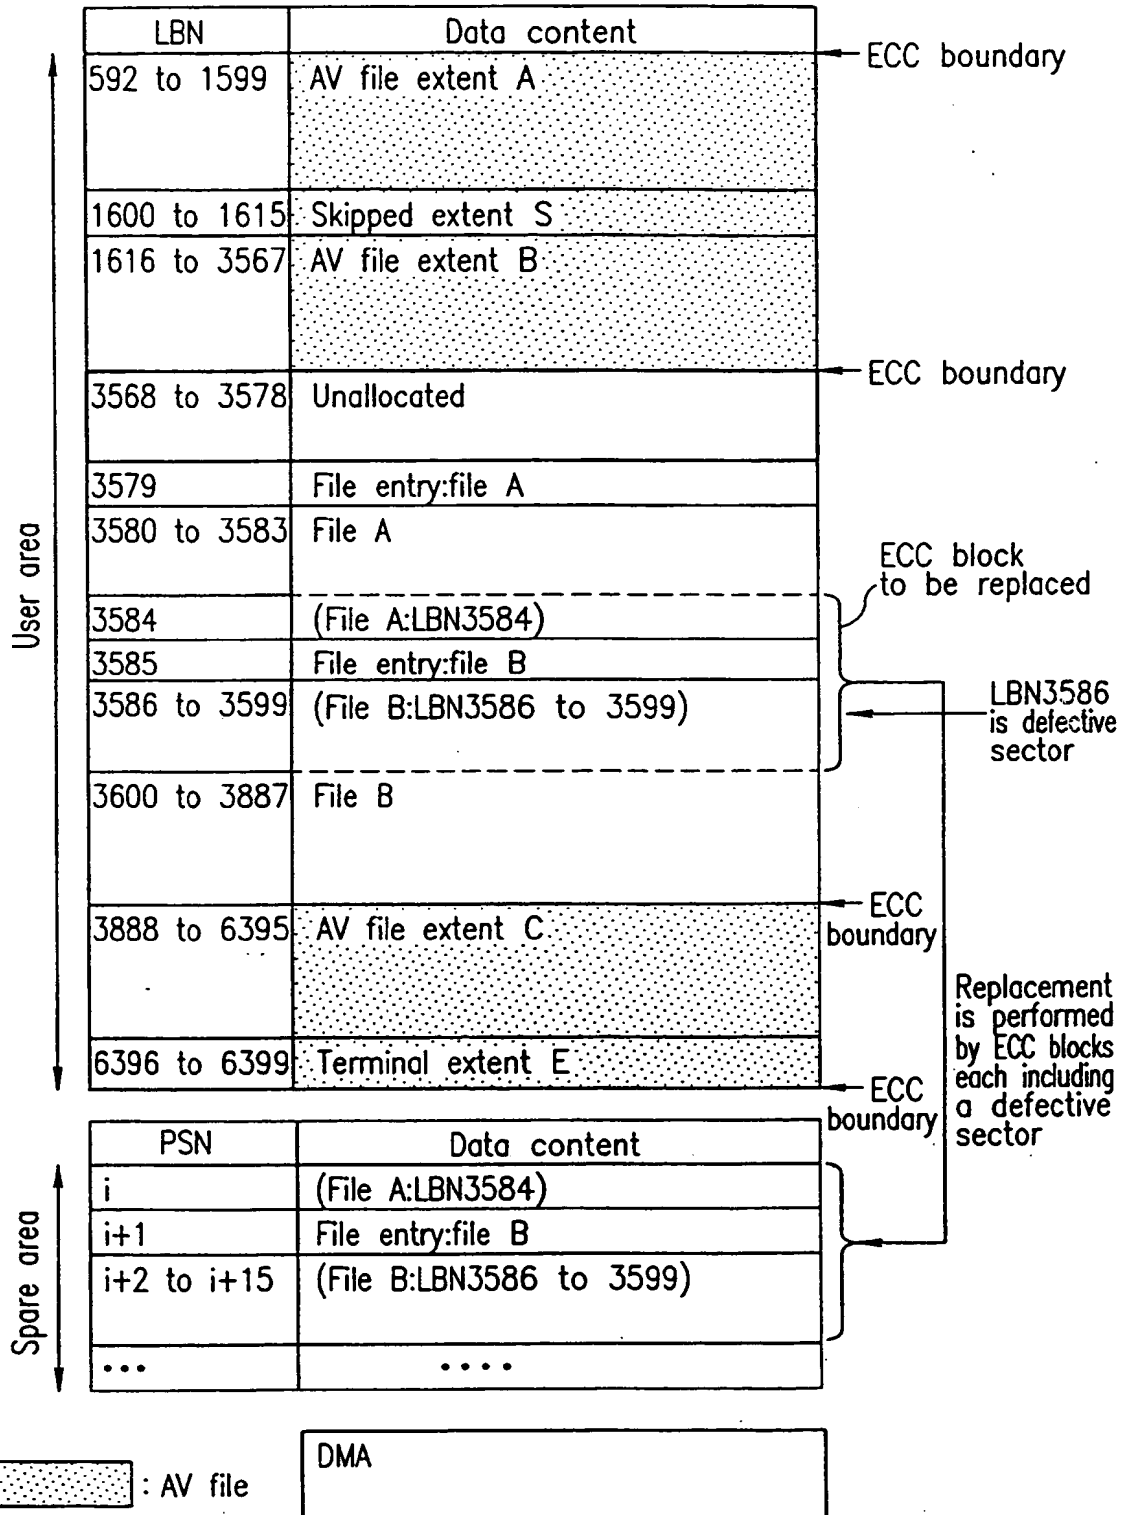 LBN Data content
ECC boundary
592 to 1599 AV file extent A
1600 to 1615 Skipped extent S
1616 to 3567 AV file extent B
ECC boundary
3568 to 3578 Unallocated
3579 File entry:file A
3580 to 3583 File A
ECC block
to be replaced
3584 (File A:LBN3584)
3585 File entry:file B
3586 to 3599 (File B:LBN3586 to 3599)
LBN3586
is defective
sector
3600 to 3887 File B
ECC
boundary
3888 to 6395 AV file extent C
6396 to 6399 Terminal extent E
ECC
boundary
User area
Replacement
is performed
by ECC blocks
each including
a defective
sector
PSN Data content
i (File A:LBN3584)
i+1 File entry:file B
i+2 to i+15 (File B:LBN3586 to 3599)
... ....
Spare area
: AV file
DMA